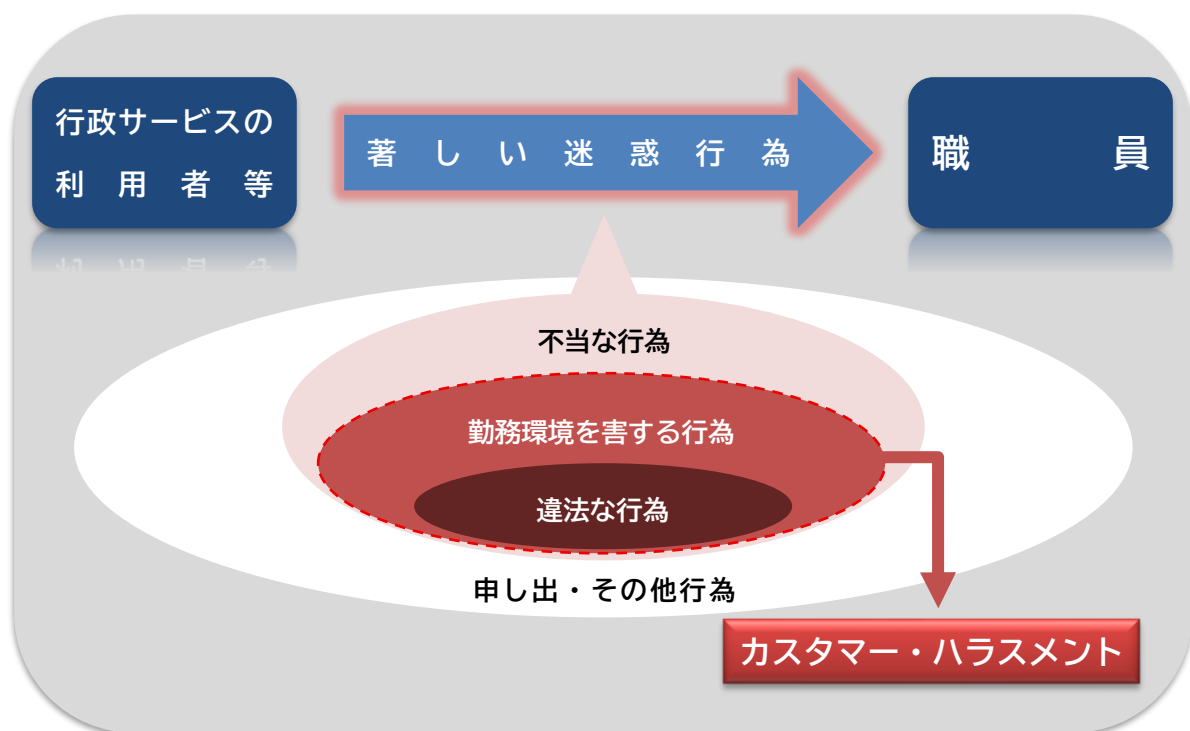 行政サービスの
利用者等
著しい迷惑行為
職員
不当な行為
勤務環境を害する行為
違法な行為
申し出・その他行為
カスタマー・ハラスメント